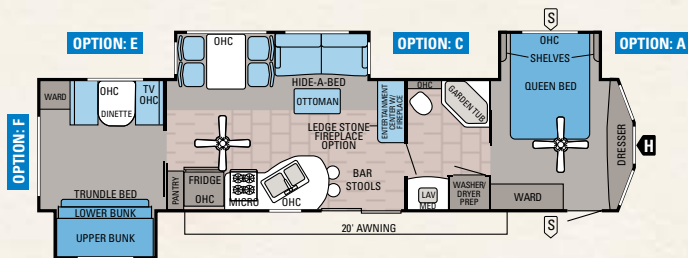 S
OPTION: E
OHC
OPTION: C
OHC
SHELVES
OPTION: A
HIDE-A-BED
QUEEN BED
WARD
OHC
DINETTE
TV
OHC
OTTOMAN
ENTERTAINMENT
CENTER W/
FIREPLACE
OHC
GARDEN TUB
LEDGE STONE
FIREPLACE
OPTION
OPTION: F
DRESSER
H
BAR
STOOLS
TRUNDLE BED
LOWER BUNK
UPPER BUNK
PANTRY
FRIDGE
OHC
MICRO
OHC
LAV
MED
WASHER/
DRYER
PREP
WARD
20' AWNING
S